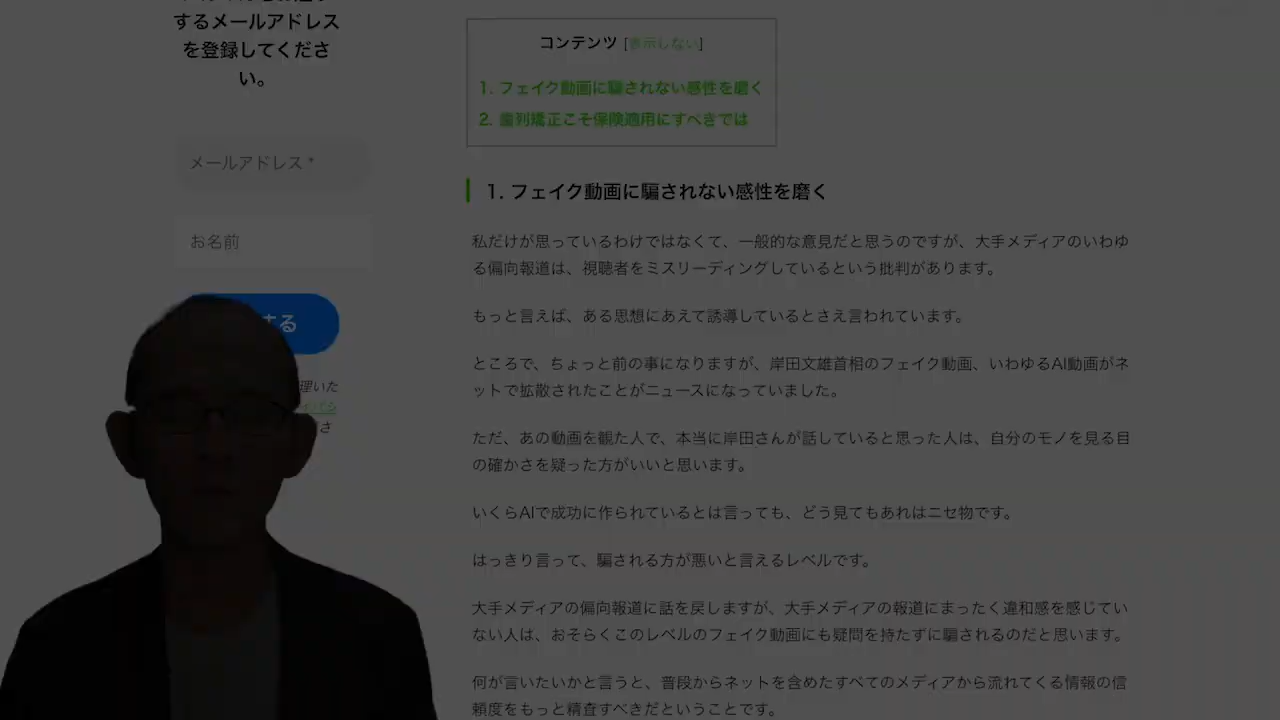 するメールアドレス
を登録してくださ
い。
メールアドレス *
お名前
する
理いた
さ
コンテンツ [表示しない]
1. フェイク動画に騙されない感性を磨く
2. 歯列矯正こそ保険適用にすべきでは
1. フェイク動画に騙されない感性を磨く
私だけが思っているわけではなくて、一般的な意見だと思うのですが、大手メディアのいわゆ
る偏向報道は、視聴者をミスリーディングしているという批判があります。
もっと言えば、ある思想にあえて誘導しているとさえ言われています。
ところで、ちょっと前の事になりますが、岸田文雄首相のフェイク動画、いわゆるAI動画がネ
ットで拡散されたことがニュースになっていました。
ただ、あの動画を観た人で、本当に岸田さんが話していると思った人は、自分のモノを見る目
の確かさを疑った方がいいと思います。
いくらAIで成功に作られているとは言っても、どう見てもあれはニセ物です。
はっきり言って、騙される方が悪いと言えるレベルです。
大手メディアの偏向報道に話を戻しますが、大手メディアの報道にまったく違和感を感じてい
ない人は、おそらくこのレベルのフェイク動画にも疑問を持たずに騙されるのだと思います。
何が言いたいかと言うと、普段からネットを含めたすべてのメディアから流れてくる情報の信
頼度をもっと精査すべきだということです。